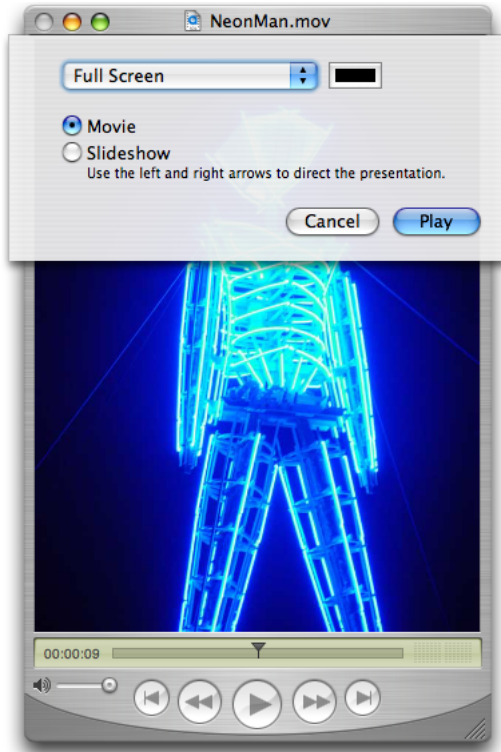 NeonMan.mov
Full Screen
Movie
Slideshow
Use the left and right arrows to direct the presentation.
Cancel
Play
00:00:09